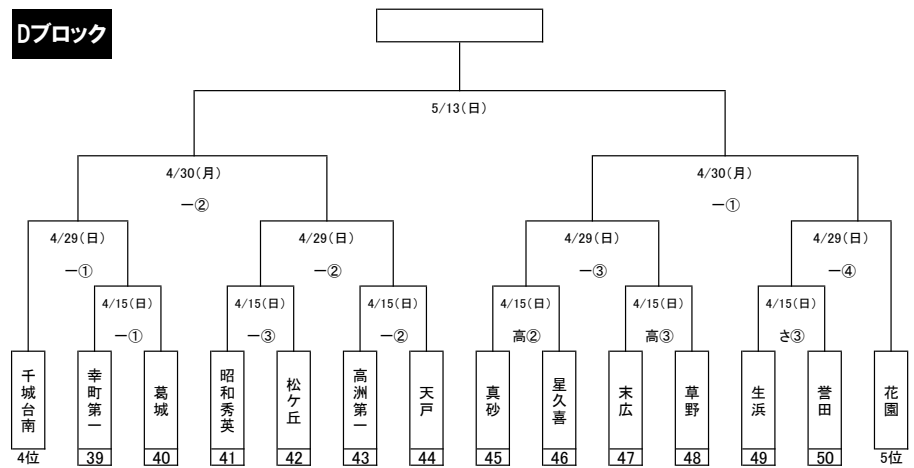 Dブロック
5/13(日)
4/30(月)
4/30(月)
一②
一①
4/29(日)
4/29(日)
4/29(日)
4/29(日)
一①
一②
一③
一④
4/15(日)
4/15(日)
4/15(日)
4/15(日)
4/15(日)
4/15(日)
一①
一③
一②
高②
高③
さ③
千城台南
幸町第一
葛城
昭和秀英
松ケ丘
高洲第一
天戸
真砂
星久喜
末広
草野
生浜
誉田
花園
4位
39
40
41
42
43
44
45
46
47
48
49
50
5位